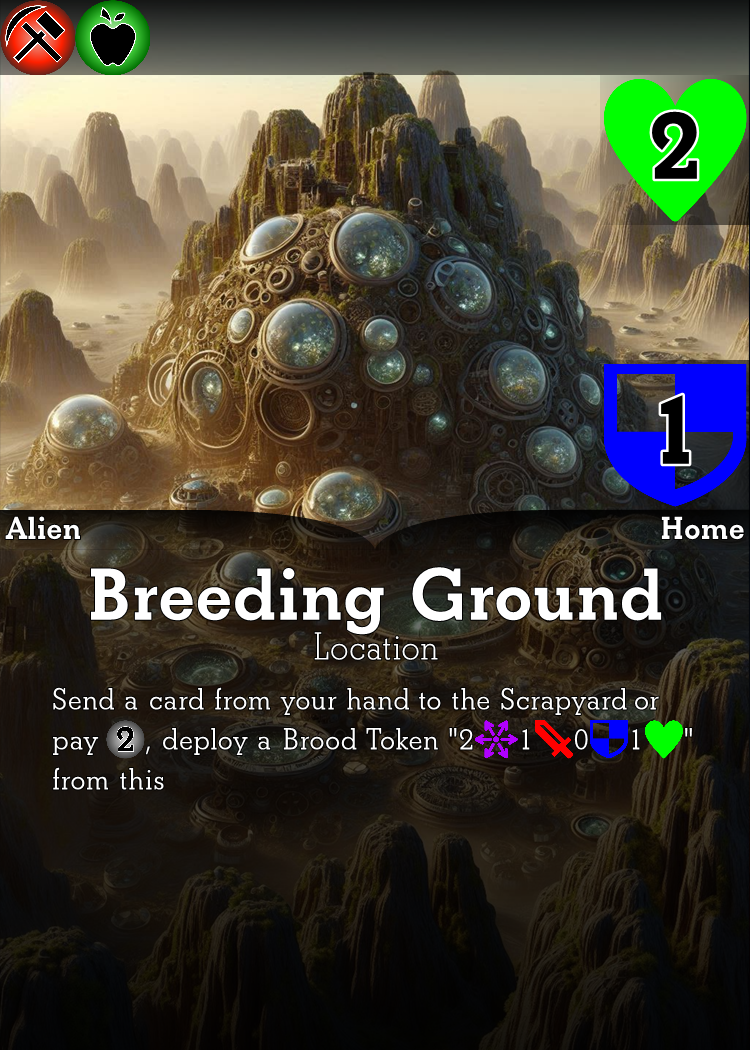 2
1
Alien
Home
Breeding Ground
Location
Send a card from your hand to the Scrapyard or
pay 2, deploy a Brood Token "2 1 0 1 "
from this